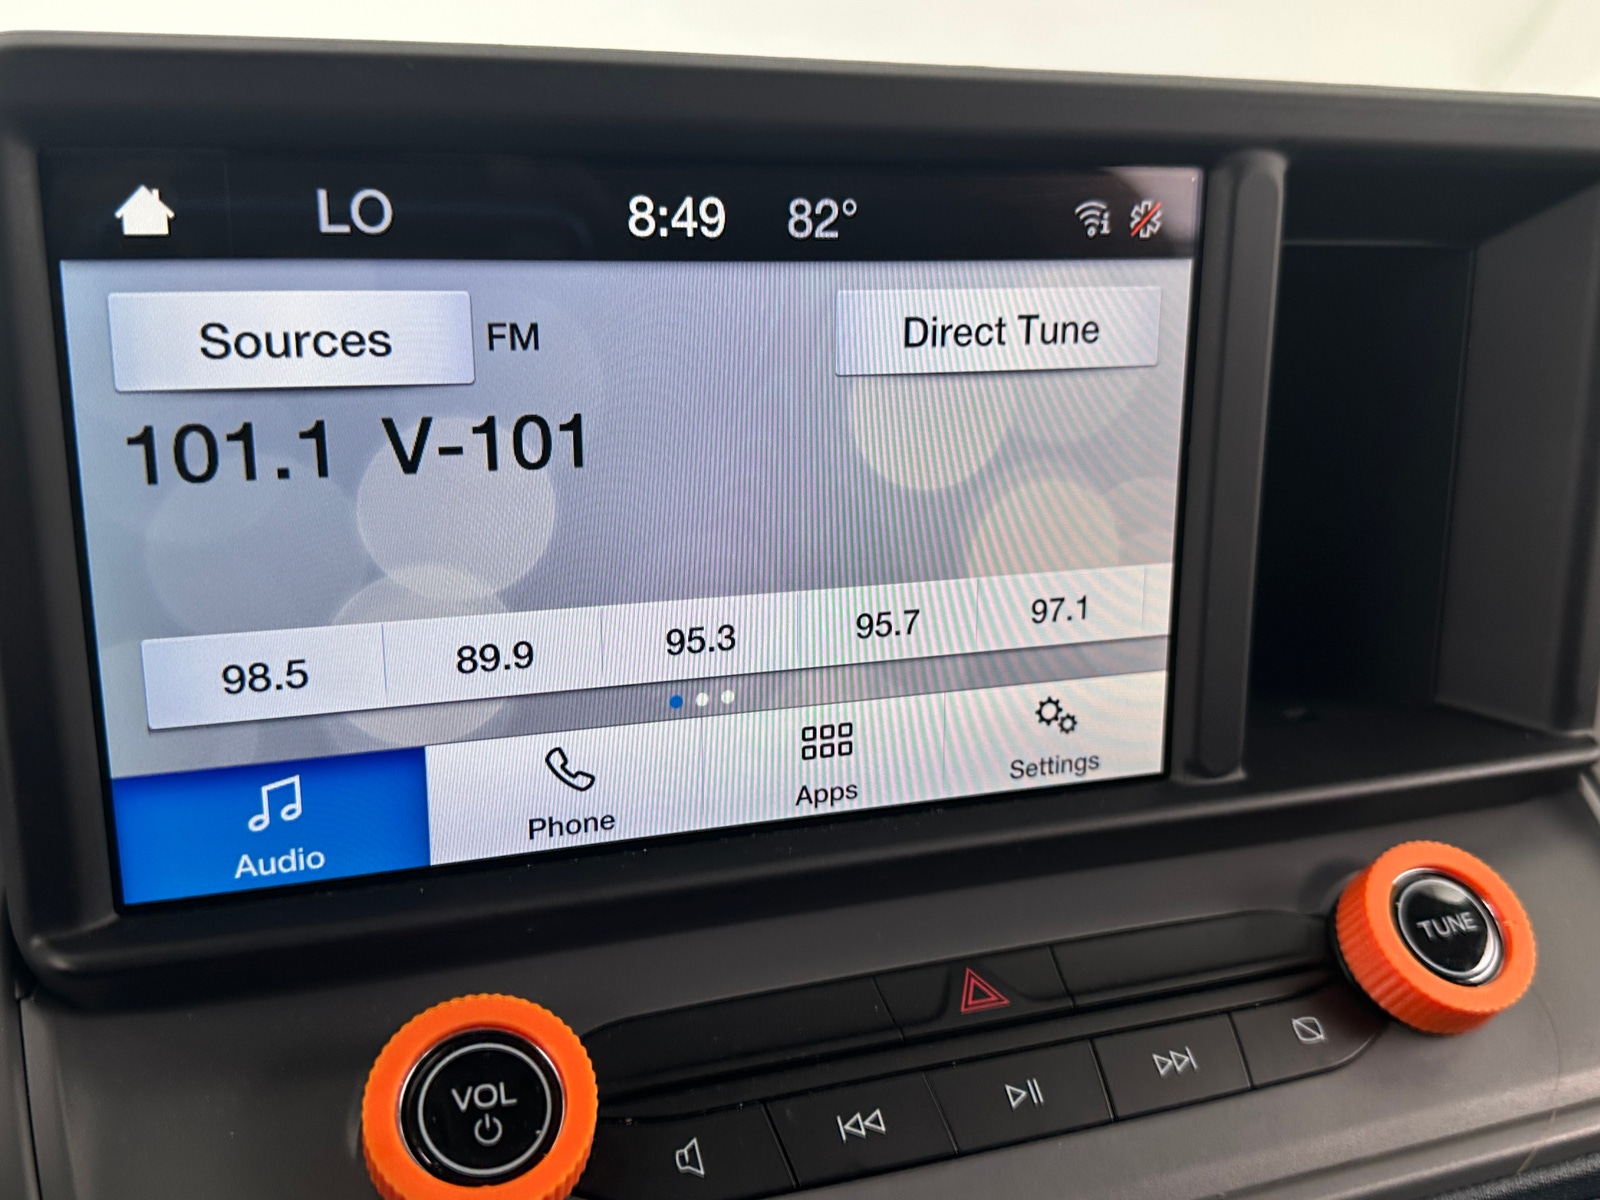 LO 8:49 82°
Sources FM Direct Tune
101.1 V-101
98.5 89.9 95.3 95.7 97.1
Audio Phone Apps Settings
TUNE
VOL